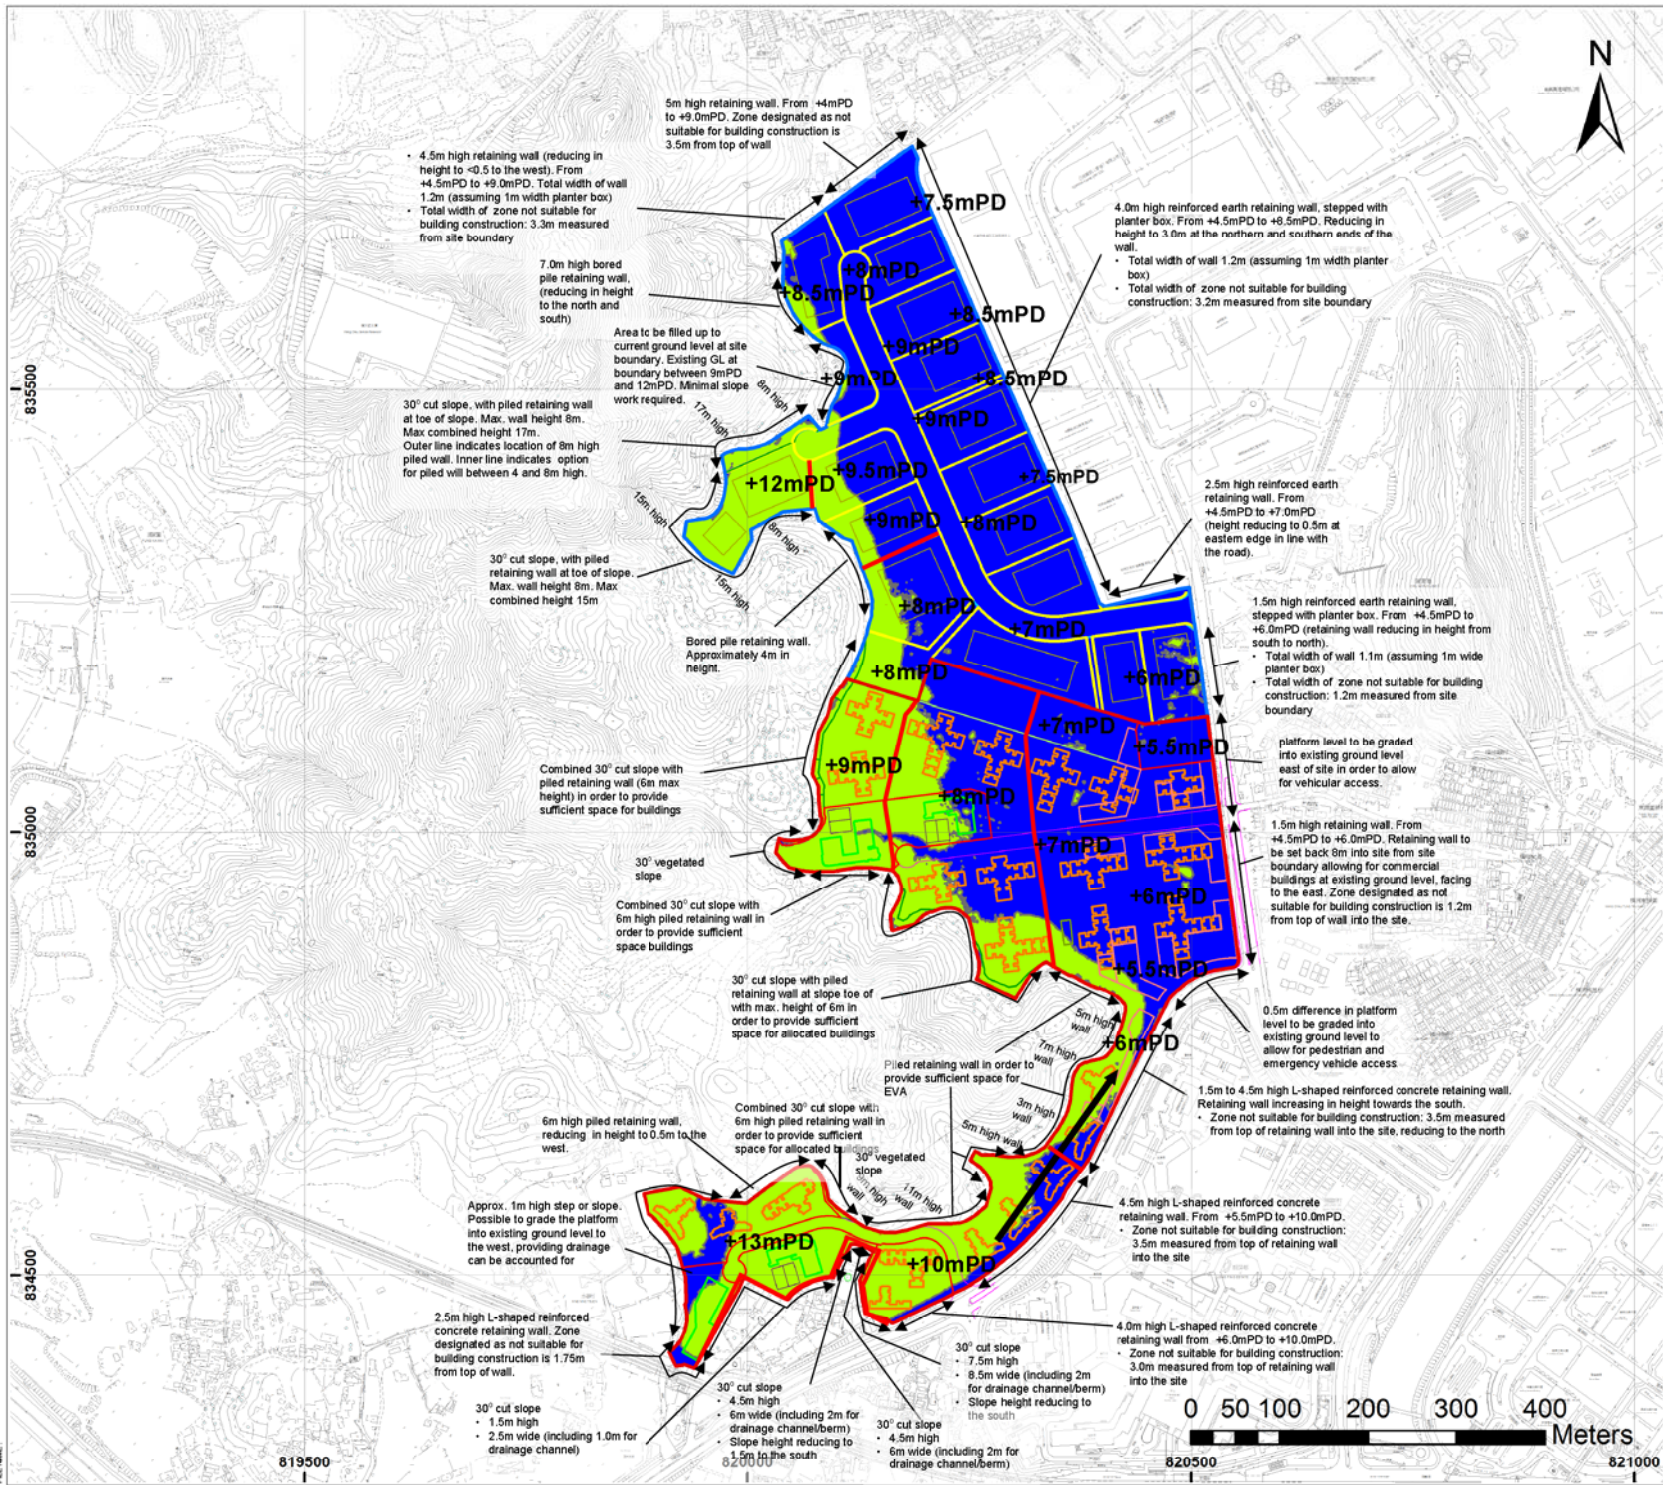 N
5m high retaining wall. From +4mPD
to +9.0mPD. Zone designated as not
suitable for building construction is
3.5m from top of wall
• 4.5m high retaining wall (reducing in
height to <0.5 to the west). From
+4.5mPD to +9.0mPD. Total width of wall
1.2m (assuming 1m width planter box)
• Total width of zone not suitable for
building construction: 3.3m measured
from site boundary
7.0m high bored
pile retaining wall,
(reducing in height
to the north and
south)
Area to be filled up to
current ground level at site
boundary. Existing GL at
boundary between 9mPD
and 12mPD. Minimal slope
work required.
30° cut slope, with piled retaining wall
at toe of slope. Max. wall height 8m.
Max combined height 17m.
Outer line indicates location of 8m high
piled wall. Inner line indicates option
for piled will between 4 and 8m high.
30° cut slope, with piled
retaining wall at toe of slope.
Max. wall height 8m. Max
combined height 15m
Bored pile retaining wall.
Approximately 4m in
height.
Combined 30° cut slope with
piled retaining wall (6m max
height) in order to provide
sufficient space for buildings
30° vegetated
slope
Combined 30° cut slope with
6m high piled retaining wall in
order to provide sufficient
space buildings
30° cut slope with piled
retaining wall at slope toe of
with max. height of 6m in
order to provide sufficient
space for allocated buildings
Piled retaining wall in order to
provide sufficient space for
EVA
Combined 30° cut slope with
6m high piled retaining wall in
order to provide sufficient
space for allocated buildings
30° vegetated
slope
6m high piled retaining wall,
reducing in height to 0.5m to the
west.
Approx. 1m high step or slope.
Possible to grade the platform
into existing ground level to
the west, providing drainage
can be accounted for
2.5m high L-shaped reinforced
concrete retaining wall. Zone
designated as not suitable for
building construction is 1.75m
from top of wall.
30° cut slope
• 1.5m high
• 2.5m wide (including 1.0m for
drainage channel)
30° cut slope
• 4.5m high
• 6m wide (including 2m for
drainage channel/berm)
• Slope height reducing to
1.5m to the south
30° cut slope
• 4.5m high
• 6m wide (including 2m for
drainage channel/berm)
30° cut slope
• 7.5m high
• 8.5m wide (including 2m
for drainage channel/berm)
• Slope height reducing to
the south
4.0m high reinforced earth retaining wall, stepped with
planter box. From +4.5mPD to +8.5mPD. Reducing in
height to 3.0m at the northern and southern ends of the
wall.
• Total width of wall 1.2m (assuming 1m width planter
box)
• Total width of zone not suitable for building
construction: 3.2m measured from site boundary
2.5m high reinforced earth
retaining wall. From
+4.5mPD to +7.0mPD
(height reducing to 0.5m at
eastern edge in line with
the road).
1.5m high reinforced earth retaining wall,
stepped with planter box. From +4.5mPD to
+6.0mPD (retaining wall reducing in height from
south to north).
• Total width of wall 1.1m (assuming 1m wide
planter box)
• Total width of zone not suitable for building
construction: 1.2m measured from site
boundary
platform level to be graded
into existing ground level
east of site in order to allow
for vehicular access.
1.5m high retaining wall. From
+4.5mPD to +6.0mPD. Retaining wall to
be set back 8m into site from site
boundary allowing for commercial
buildings at existing ground level, facing
to the east. Zone designated as not
suitable for building construction is 1.2m
from top of wall into the site.
0.5m difference in platform
level to be graded into
existing ground level to
allow for pedestrian and
emergency vehicle access
1.5m to 4.5m high L-shaped reinforced concrete retaining wall.
Retaining wall increasing in height towards the south.
• Zone not suitable for building construction: 3.5m measured
from top of retaining wall into the site, reducing to the north
4.5m high L-shaped reinforced concrete
retaining wall. From +5.5mPD to +10.0mPD.
• Zone not suitable for building construction:
3.5m measured from top of retaining wall
into the site
4.0m high L-shaped reinforced concrete
retaining wall from +6.0mPD to +10.0mPD.
• Zone not suitable for building construction:
3.0m measured from top of retaining wall
into the site
+7.5mPD
+8mPD
+8.5mPD
+8.5mPD
+9mPD
+9mPD
+8.5mPD
+9mPD
+9.5mPD
+7.5mPD
+12mPD
+9mPD
+8mPD
+8mPD
+7mPD
+8mPD
+6mPD
+7mPD
+5.5mPD
+9mPD
+8mPD
+7mPD
+6mPD
+5.5mPD
+6mPD
+13mPD
+10mPD
8m high
17m high
15m high
8m high
15m high
5m high
wall
7m high
wall
3m high
wall
5m high wall
11m high
wall
835500
835000
834500
819500
820000
820500
821000
0 50 100 200 300 400
Meters